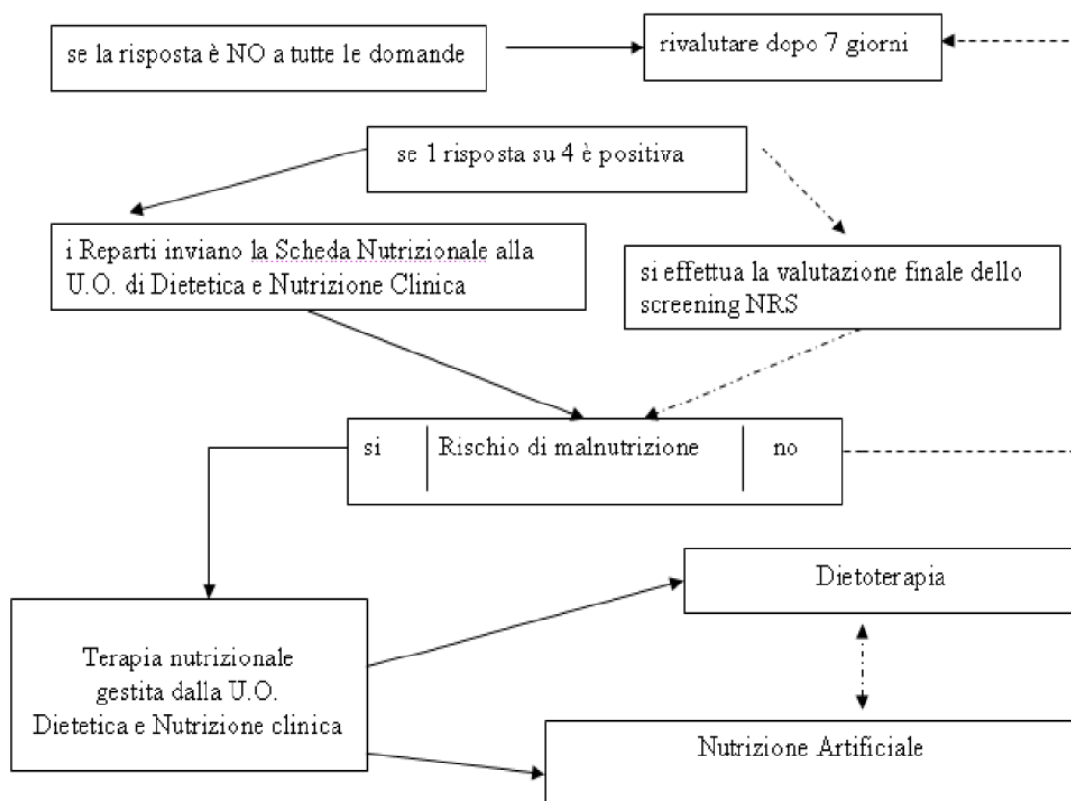 se la risposta è NO a tutte le domande
rivalutare dopo 7 giorni
se 1 risposta su 4 è positiva
i Reparti inviano la Scheda Nutrizionale alla
U.O. di Dietetica e Nutrizione Clinica
si effettua la valutazione finale dello
screening NRS
si Rischio di malnutrizione no
Dietoterapia
Terapia nutrizionale
gestita dalla U.O.
Dietetica e Nutrizione clinica
Nutrizione Artificiale